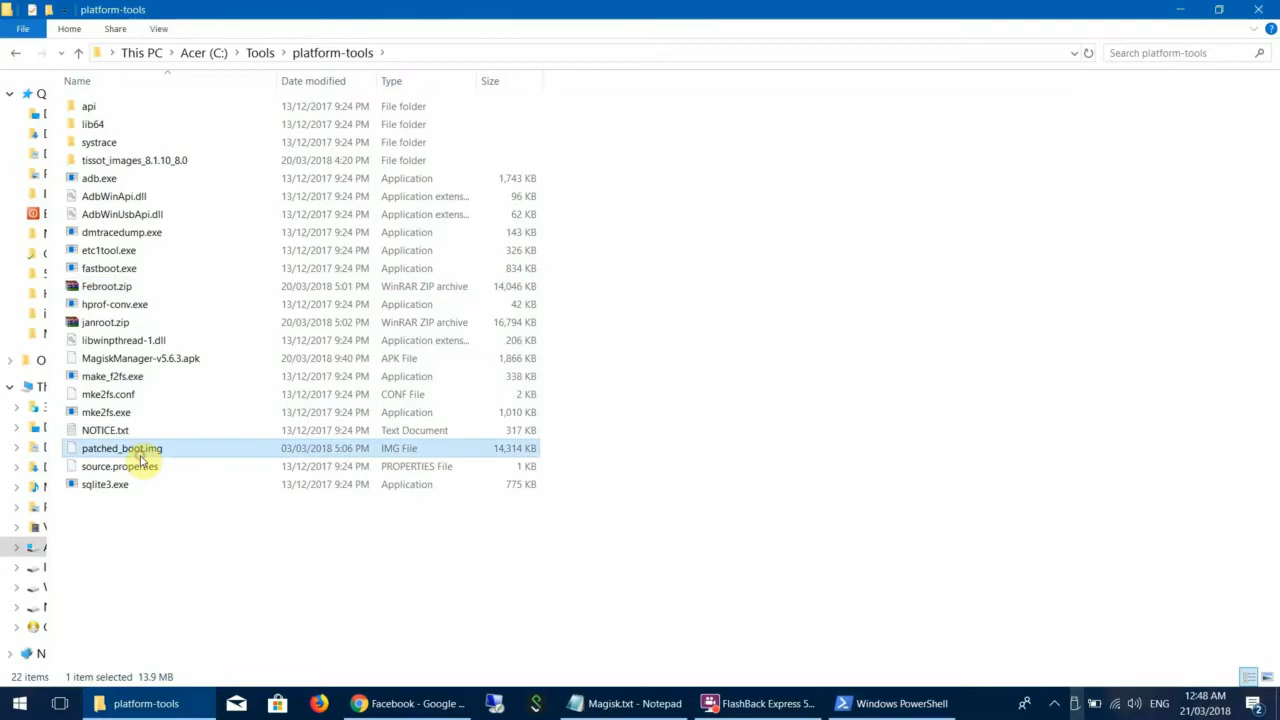 platform-tools
File Home Share View
This PC Acer (C:) Tools platform-tools Search platform-tools
Name Date modified Type Size
api 13/12/2017 9:24 PM File folder
lib64 13/12/2017 9:24 PM File folder
systrace 13/12/2017 9:24 PM File folder
tissot_images_8.1.10_8.0 20/03/2018 4:20 PM File folder
adb.exe 13/12/2017 9:24 PM Application 1,743 KB
AdbWinApi.dll 13/12/2017 9:24 PM Application extens... 96 KB
AdbWinUsbApi.dll 13/12/2017 9:24 PM Application extens... 62 KB
dmtracedump.exe 13/12/2017 9:24 PM Application 143 KB
etc1tool.exe 13/12/2017 9:24 PM Application 326 KB
fastboot.exe 13/12/2017 9:24 PM Application 834 KB
Febroot.zip 20/03/2018 5:01 PM WinRAR ZIP archive 14,046 KB
hprof-conv.exe 13/12/2017 9:24 PM Application 42 KB
janroot.zip 20/03/2018 5:02 PM WinRAR ZIP archive 16,794 KB
libwinpthread-1.dll 13/12/2017 9:24 PM Application extens... 206 KB
MagiskManager-v5.6.3.apk 20/03/2018 9:40 PM APK File 1,866 KB
make_f2fs.exe 13/12/2017 9:24 PM Application 338 KB
mke2fs.conf 13/12/2017 9:24 PM CONF File 2 KB
mke2fs.exe 13/12/2017 9:24 PM Application 1,010 KB
NOTICE.txt 13/12/2017 9:24 PM Text Document 317 KB
patched_boot.img 03/03/2018 5:06 PM IMG File 14,314 KB
source.properties 13/12/2017 9:24 PM PROPERTIES File 1 KB
sqlite3.exe 13/12/2017 9:24 PM Application 775 KB
22 items 1 item selected 13.9 MB
platform-tools Facebook - Google ... Magisk.txt - Notepad FlashBack Express 5... Windows PowerShell ENG 12:48 AM
21/03/2018 2